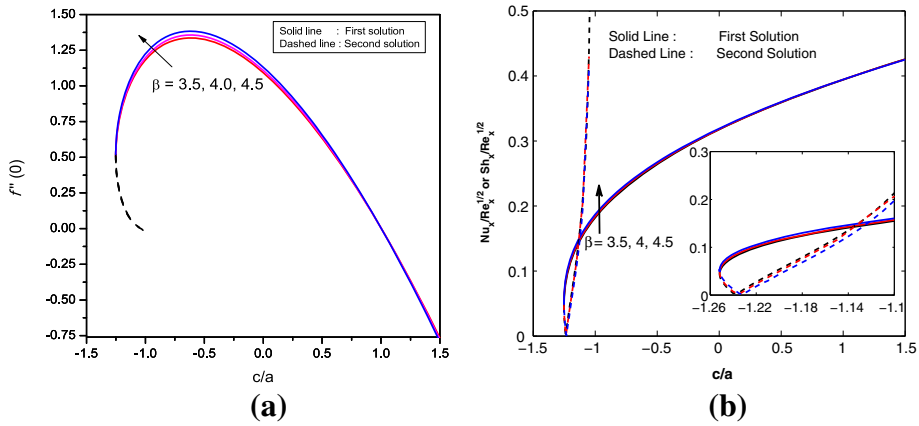 1.50
1.25
1.00
0.75
0.50
0.25
0.00
-0.25
-0.50
-0.75
f'' (0)
Solid line : First solution
Dashed line : Second solution
β = 3.5, 4.0, 4.5
-1.5 -1.0 -0.5 0.0 0.5 1.0 1.5
c/a
(a)
0.5
0.4
0.3
0.2
0.1
0
Nu_x/Re_x^1/2 or Sh_x/Re_x^1/2
Solid Line : First Solution
Dashed Line : Second Solution
β= 3.5, 4, 4.5
0.3
0.2
0.1
0
−1.26 −1.22 −1.18 −1.14 −1.1
−1.5 −1 −0.5 0 0.5 1 1.5
c/a
(b)